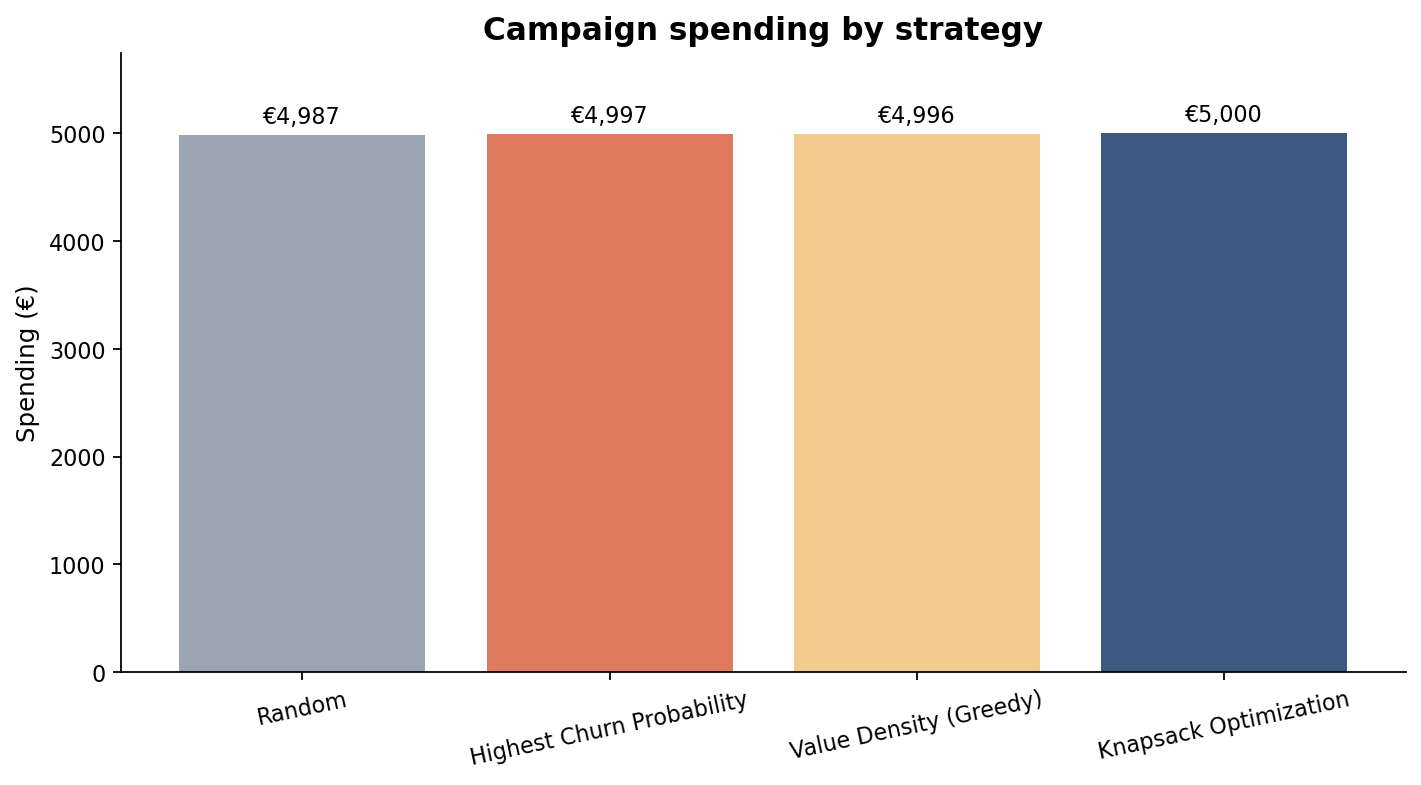 Campaign spending by strategy
€4,987
€4,997
€4,996
€5,000
5000
4000
3000
2000
1000
0
Spending (€)
Random
Highest Churn Probability
Value Density (Greedy)
Knapsack Optimization